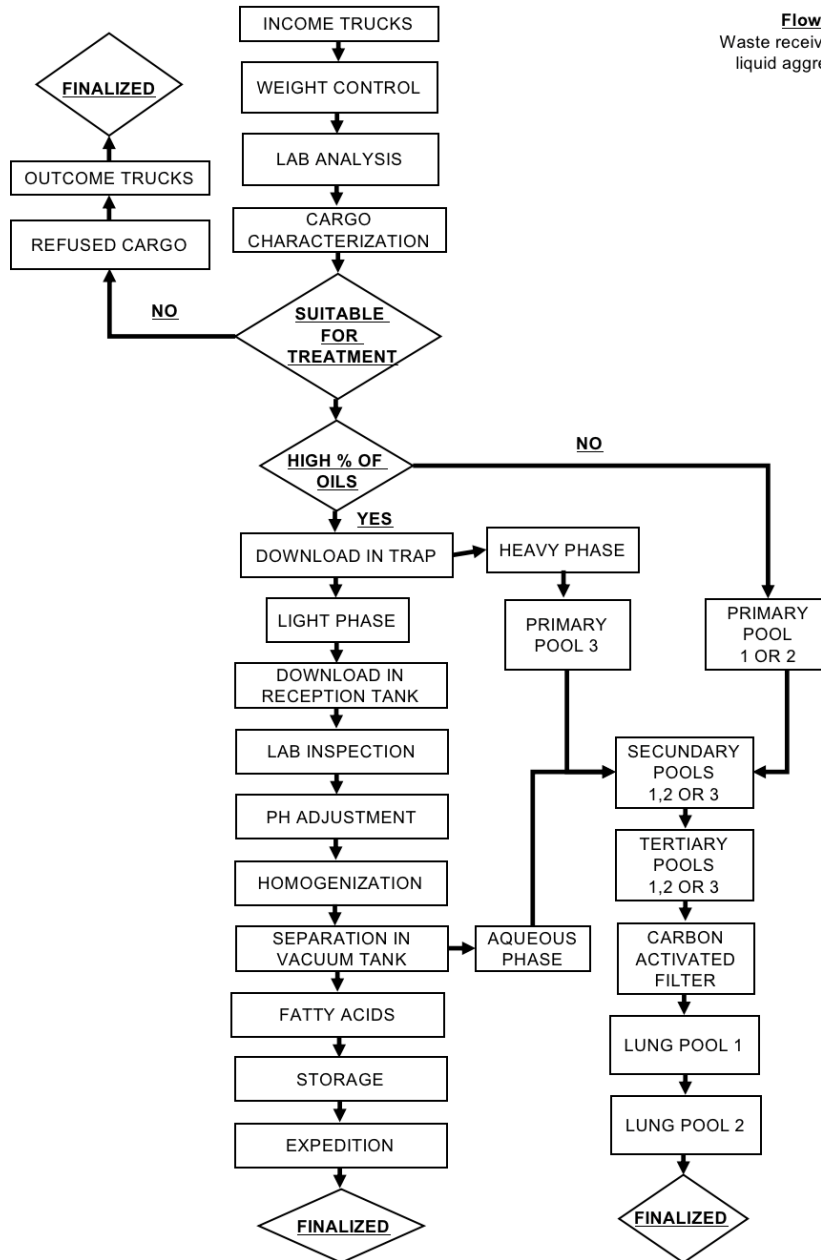 INCOME TRUCKS
Flow
Waste receiv
liquid aggre
WEIGHT CONTROL
FINALIZED
LAB ANALYSIS
OUTCOME TRUCKS
CARGO
CHARACTERIZATION
REFUSED CARGO
NO
SUITABLE
FOR
TREATMENT
HIGH % OF
OILS
NO
YES
DOWNLOAD IN TRAP
HEAVY PHASE
LIGHT PHASE
PRIMARY
POOL 3
PRIMARY
POOL
1 OR 2
DOWNLOAD IN
RECEPTION TANK
LAB INSPECTION
SECUNDARY
POOLS
1,2 OR 3
PH ADJUSTMENT
TERTIARY
POOLS
1,2 OR 3
HOMOGENIZATION
SEPARATION IN
VACUUM TANK
AQUEOUS
PHASE
CARBON
ACTIVATED
FILTER
FATTY ACIDS
LUNG POOL 1
STORAGE
LUNG POOL 2
EXPEDITION
FINALIZED
FINALIZED